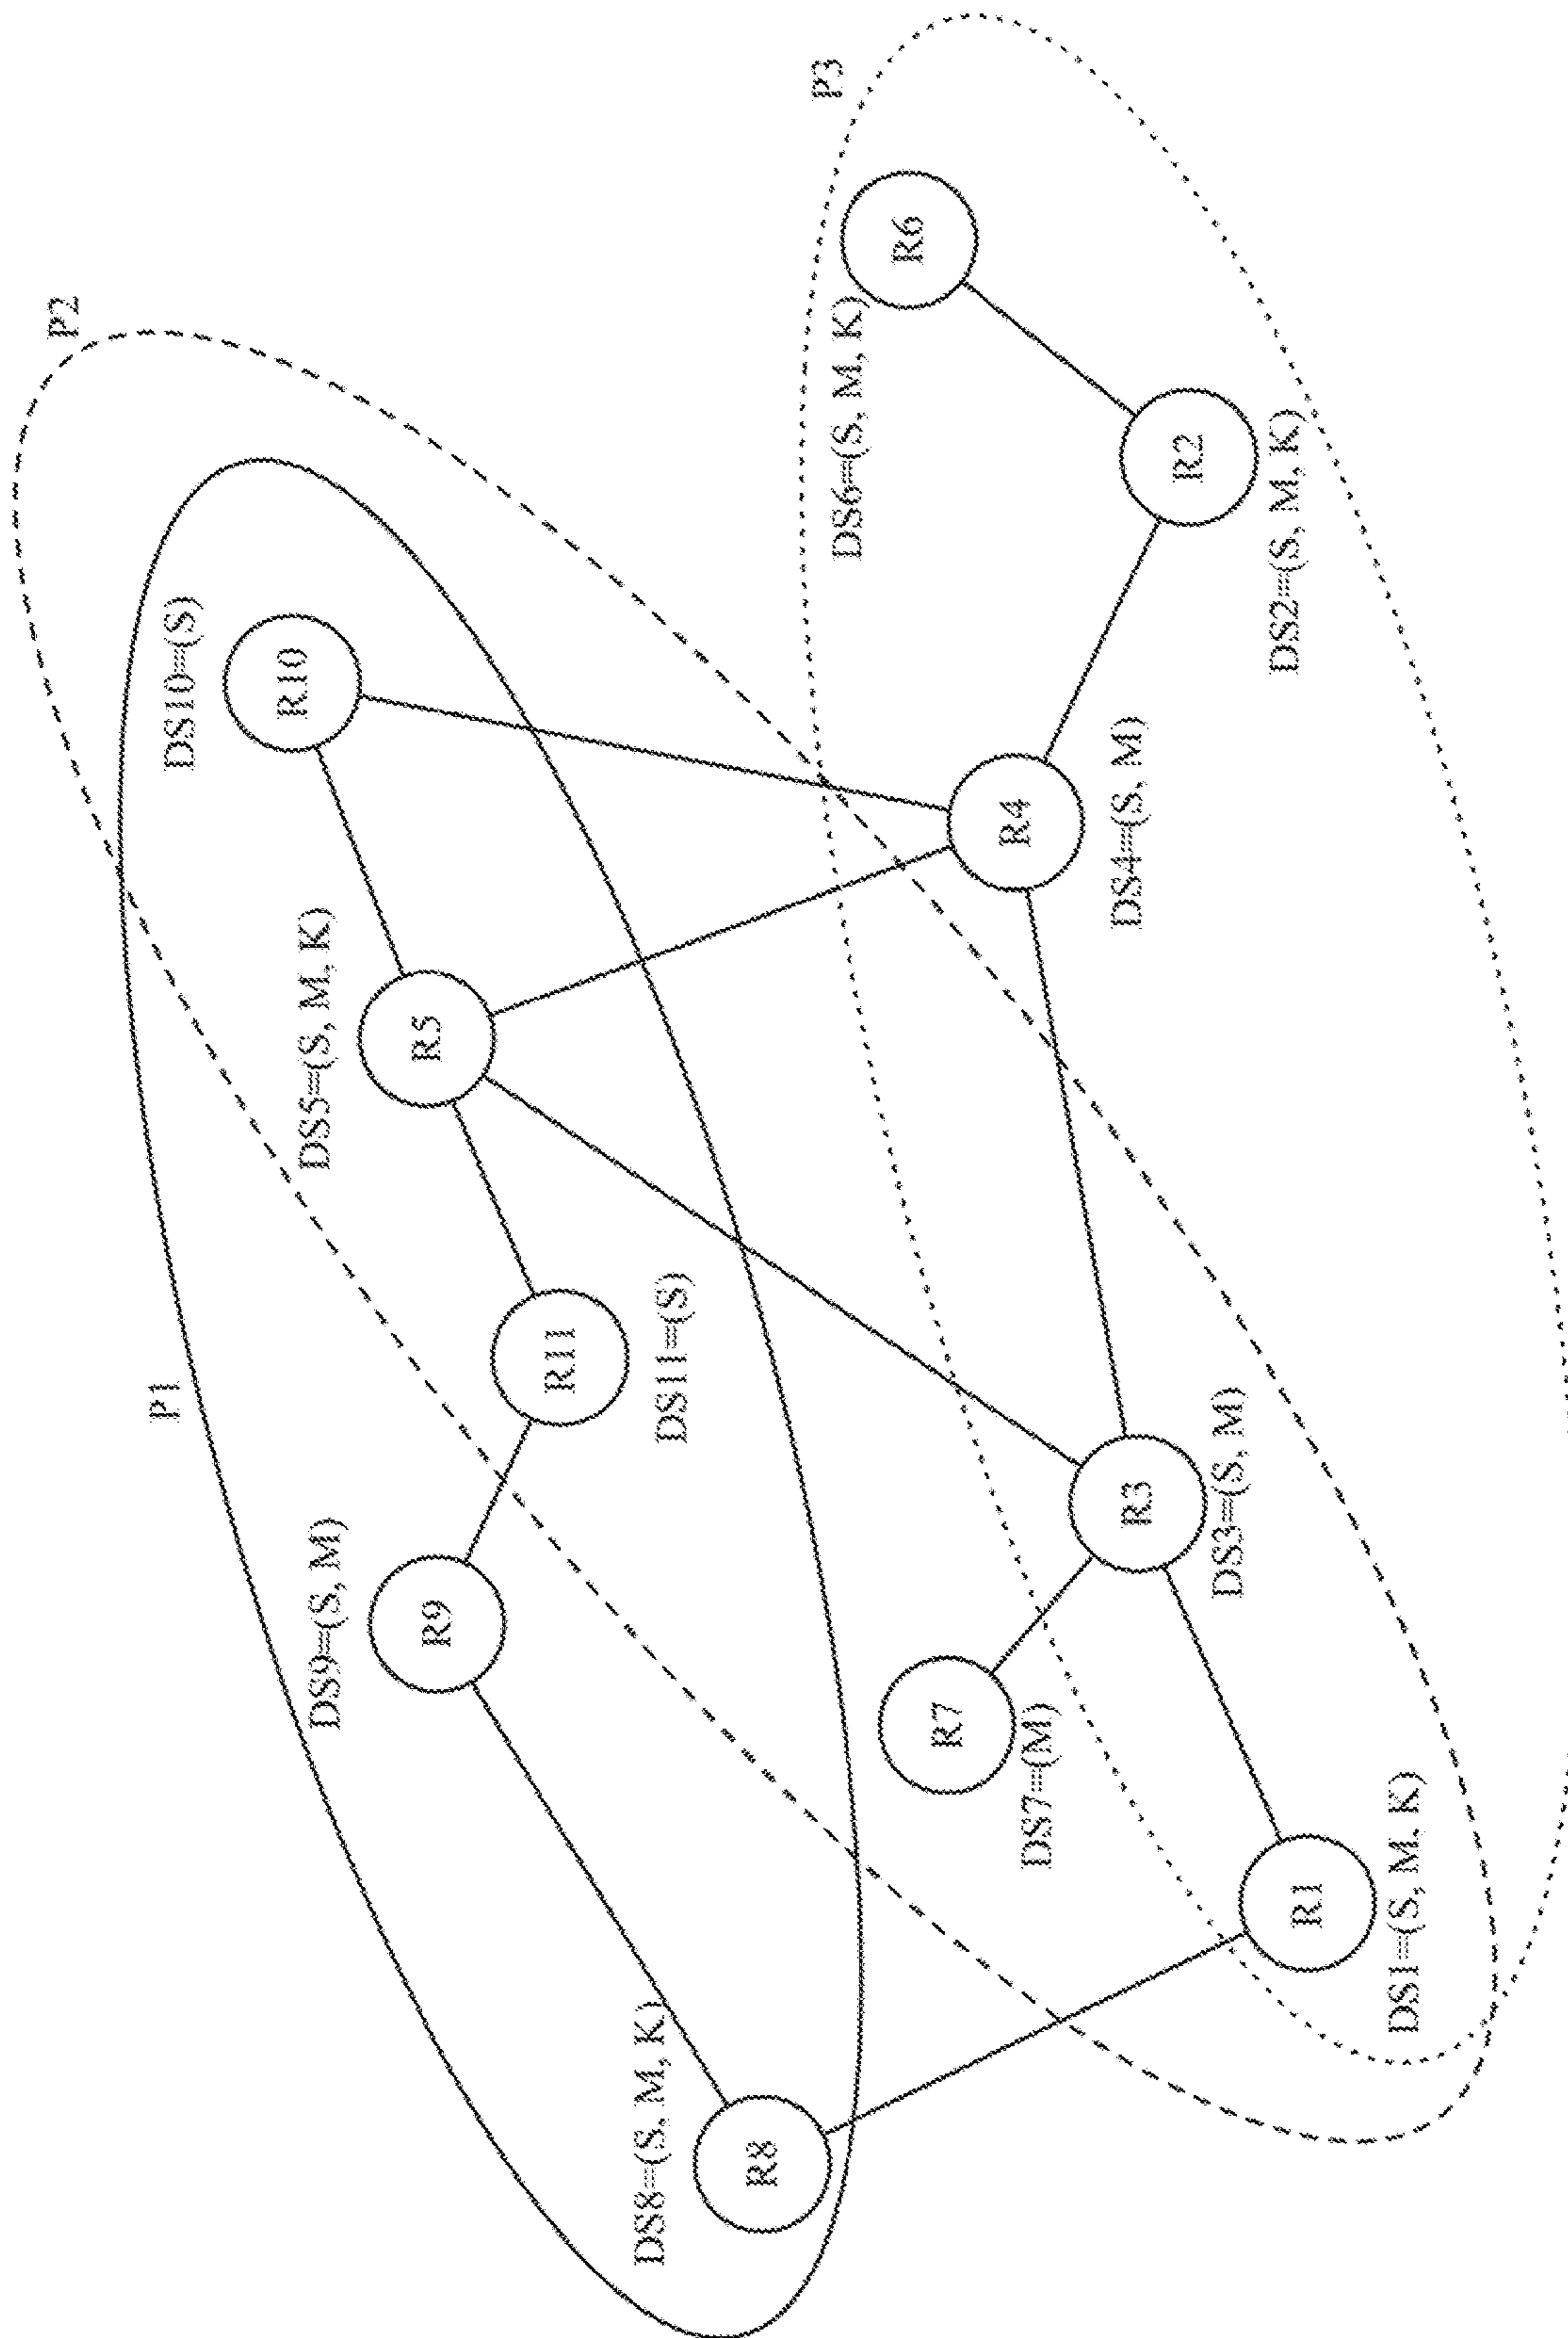 P1
P2
P3
DS8=(S, M, K)
R8
DS9=(S, M)
R9
R11
DS11=(S)
DS5=(S, M, K)
R5
DS10=(S)
R10
R7
DS7=(M)
R1
DS1=(S, M, K)
R3
DS3=(S, M)
R4
DS4=(S, M)
DS6=(S, M, K)
R6
R2
DS2=(S, M, K)